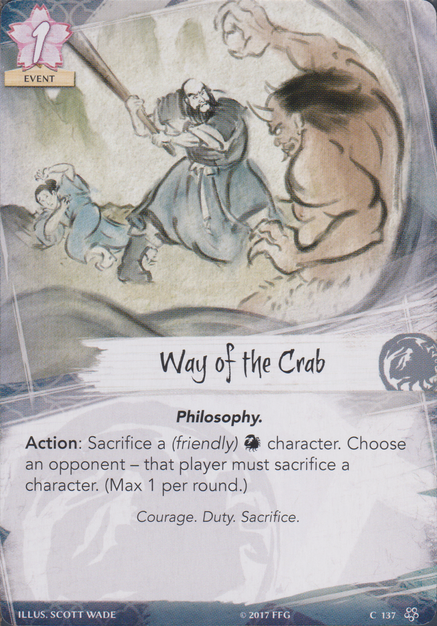 1
EVENT
Way of the Crab
Philosophy.
Action: Sacrifice a (friendly) character. Choose
an opponent – that player must sacrifice a
character. (Max 1 per round.)
Courage. Duty. Sacrifice.
ILLUS. SCOTT WADE © 2017 FFG C 137